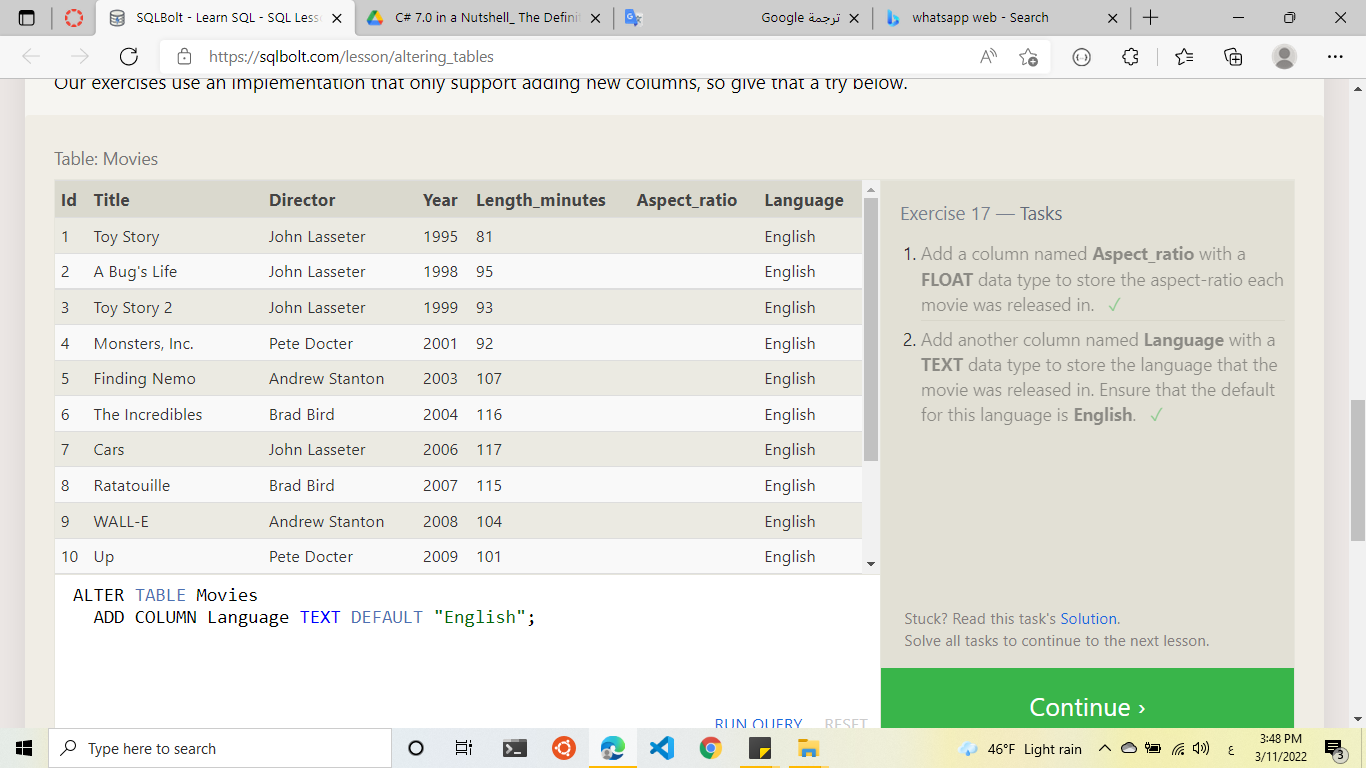 SQLBolt - Learn SQL - SQL Less
C# 7.0 in a Nutshell_ The Defini
ترجمة Google
whatsapp web - Search
https://sqlbolt.com/lesson/altering_tables
Our exercises use an implementation that only support adding new columns, so give that a try below.
Table: Movies
Id Title Director Year Length_minutes Aspect_ratio Language
1 Toy Story John Lasseter 1995 81 English
2 A Bug's Life John Lasseter 1998 95 English
3 Toy Story 2 John Lasseter 1999 93 English
4 Monsters, Inc. Pete Docter 2001 92 English
5 Finding Nemo Andrew Stanton 2003 107 English
6 The Incredibles Brad Bird 2004 116 English
7 Cars John Lasseter 2006 117 English
8 Ratatouille Brad Bird 2007 115 English
9 WALL-E Andrew Stanton 2008 104 English
10 Up Pete Docter 2009 101 English
ALTER TABLE Movies
ADD COLUMN Language TEXT DEFAULT "English";
RUN QUERY RESET
Exercise 17 — Tasks
1. Add a column named Aspect_ratio with a
FLOAT data type to store the aspect-ratio each
movie was released in. ✓
2. Add another column named Language with a
TEXT data type to store the language that the
movie was released in. Ensure that the default
for this language is English. ✓
Stuck? Read this task's Solution.
Solve all tasks to continue to the next lesson.
Continue ›
Type here to search
46°F Light rain
ع
3:48 PM
3/11/2022
3